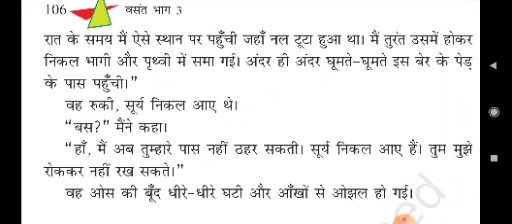 106 वसंत भाग 3
रात के समय मैं ऐसे स्थान पर पहुँची जहाँ नल टूटा हुआ था। मैं तुरंत उसमें होकर
निकल भागी और पृथ्वी में समा गई। अंदर ही अंदर घूमते-घूमते इस बेर के पेड़
के पास पहुँची।”
वह रुकी, सूर्य निकल आए थे।
“बस?” मैंने कहा।
“हाँ, मैं अब तुम्हारे पास नहीं ठहर सकती। सूर्य निकल आए हैं। तुम मुझे
रोककर नहीं रख सकते।”
वह ओस की बूँद धीरे-धीरे घटी और आँखों से ओझल हो गई।